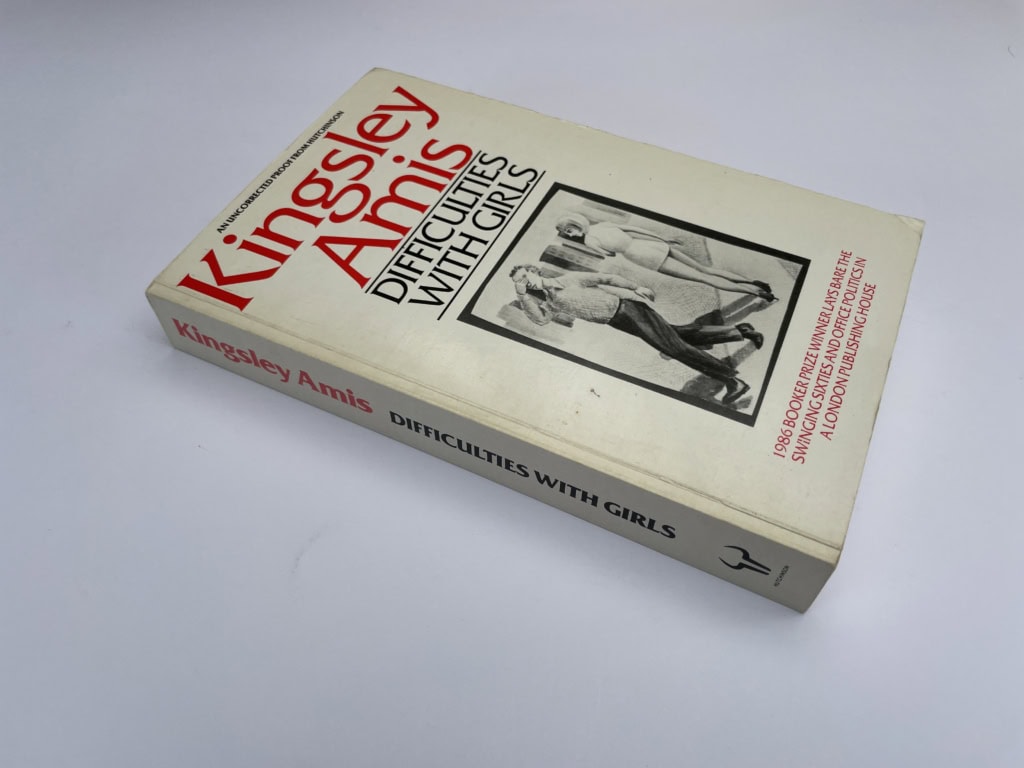 AN UNCORRECTED PROOF FROM HUTCHINSON
Kingsley
Amis
DIFFICULTIES
WITH GIRLS
1986 BOOKER PRIZE WINNER LAYS BARE THE
SWINGING SIXTIES AND OFFICE POLITICS IN
A LONDON PUBLISHING HOUSE
Kingsley Amis
DIFFICULTIES WITH GIRLS
HUTCHINSON